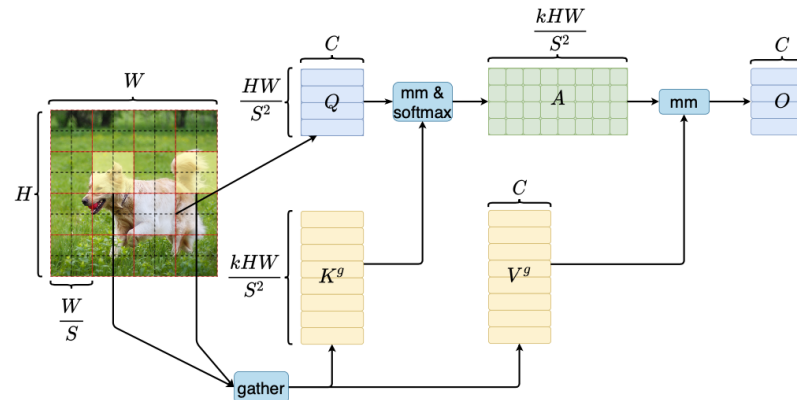 kHW
S²
C
C
W
HW
S²
Q
mm &
softmax
A
mm
O
H
C
kHW
S²
K^g
V^g
W
S
gather